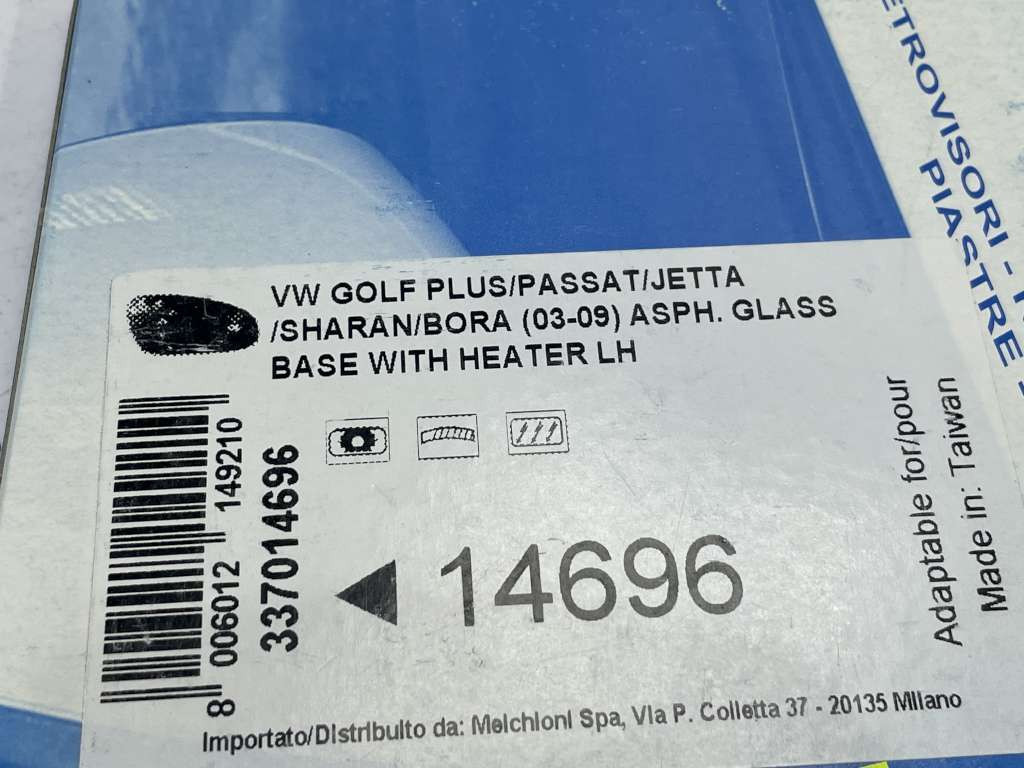 ETROVISORI -
PIASTRE
VW GOLF PLUS/PASSAT/JETTA
/SHARAN/BORA (03-09) ASPH. GLASS
BASE WITH HEATER LH
8 006012 149210
337014696
14696
Adaptable for/pour
Made in: Taiwan
Importato/Distribuito da: Melchioni Spa, Via P. Colletta 37 - 20135 Milano